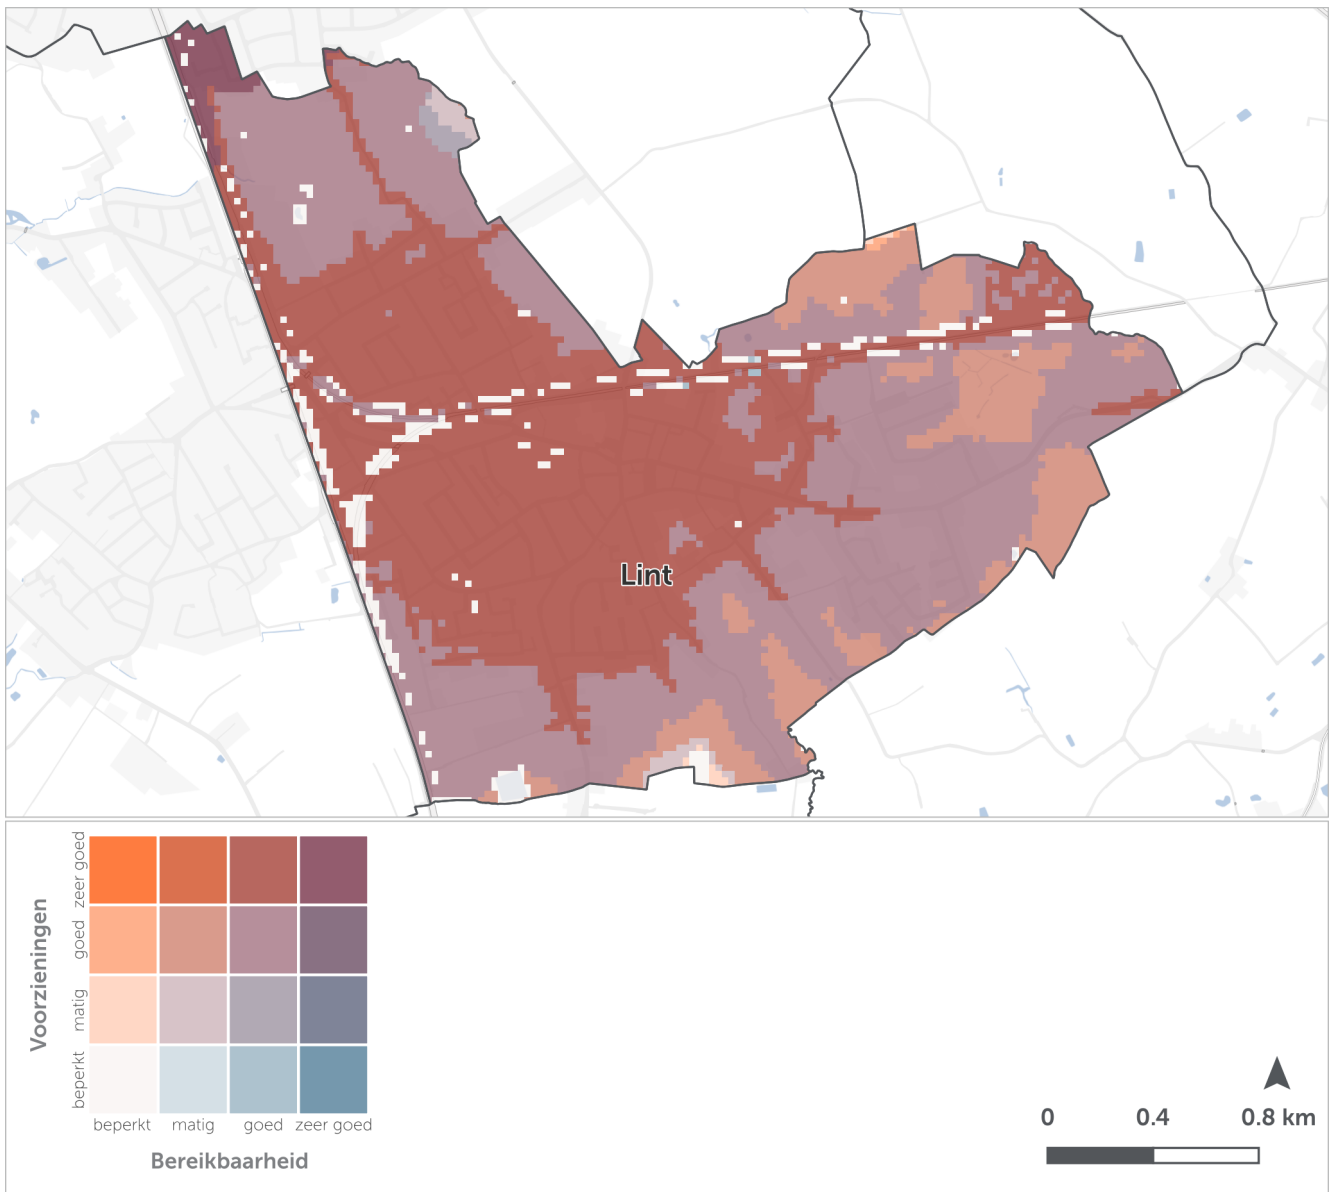 Lint
Voorzieningen
zeer goed
goed
matig
beperkt
beperkt matig goed zeer goed
Bereikbaarheid
0 0.4 0.8 km